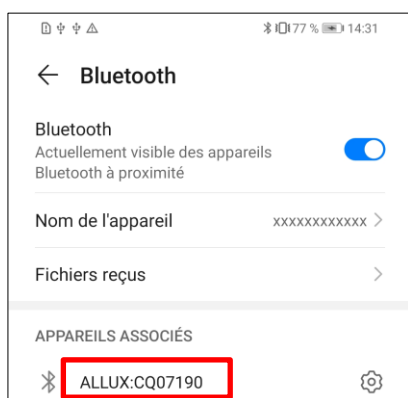 77 % 14:31
Bluetooth
Bluetooth
Actuellement visible des appareils
Bluetooth à proximité
Nom de l'appareil xxxxxxxxxxxx
Fichiers reçus
APPAREILS ASSOCIÉS
ALLUX:CQ07190